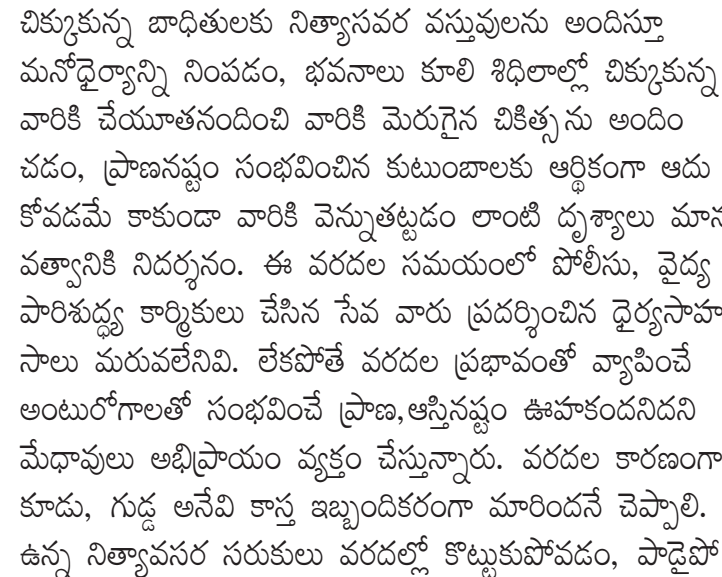 చిక్కుకున్న బాధితులకు నిత్యాసవర వస్తువులను అందిస్తూ
మనోధైర్యాన్ని నింపడం, భవనాలు కూలి శిధిలాల్లో చిక్కుకున్న
వారికి చేయూతనందించి వారికి మెరుగైన చికిత్సను అందిం
చడం, ప్రాణనష్టం సంభవించిన కుటుంబాలకు ఆర్థికంగా ఆదు
కోవడమే కాకుండా వారికి వెన్నుతట్టడం లాంటి దృశ్యాలు మాన
వత్వానికి నిదర్శనం. ఈ వరదల సమయంలో పోలీసు, వైద్య
పారిశుద్ధ్య కార్మికులు చేసిన సేవ వారు ప్రదర్శించిన ధైర్యసాహ
సాలు మరువలేనివి. లేకపోతే వరదల ప్రభావంతో వ్యాపించే
అంటురోగాలతో సంభవించే ప్రాణ,ఆస్తినష్టం ఊహకందనిదని
మేధావులు అభిప్రాయం వ్యక్తం చేస్తున్నారు. వరదల కారణంగా
కూడు, గుడ్డ అనేవి కాస్త ఇబ్బందికరంగా మారిందనే చెప్పాలి.
ఉన్న నిత్యావసర సరుకులు వరదల్లో కొట్టుకుపోవడం, పాడైపో